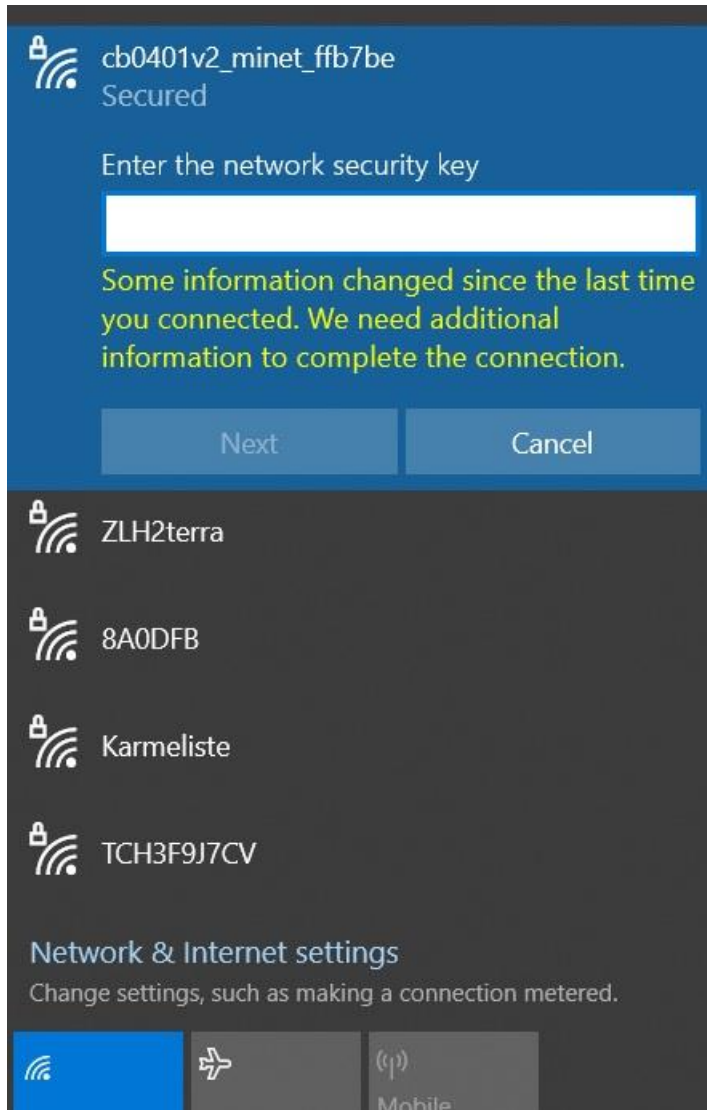 cb0401v2_minet_ffb7be
Secured
Enter the network security key
Some information changed since the last time
you connected. We need additional
information to complete the connection.
Next
Cancel
ZLH2terra
8A0DFB
Karmeliste
TCH3F9J7CV
Network & Internet settings
Change settings, such as making a connection metered.
Mobile